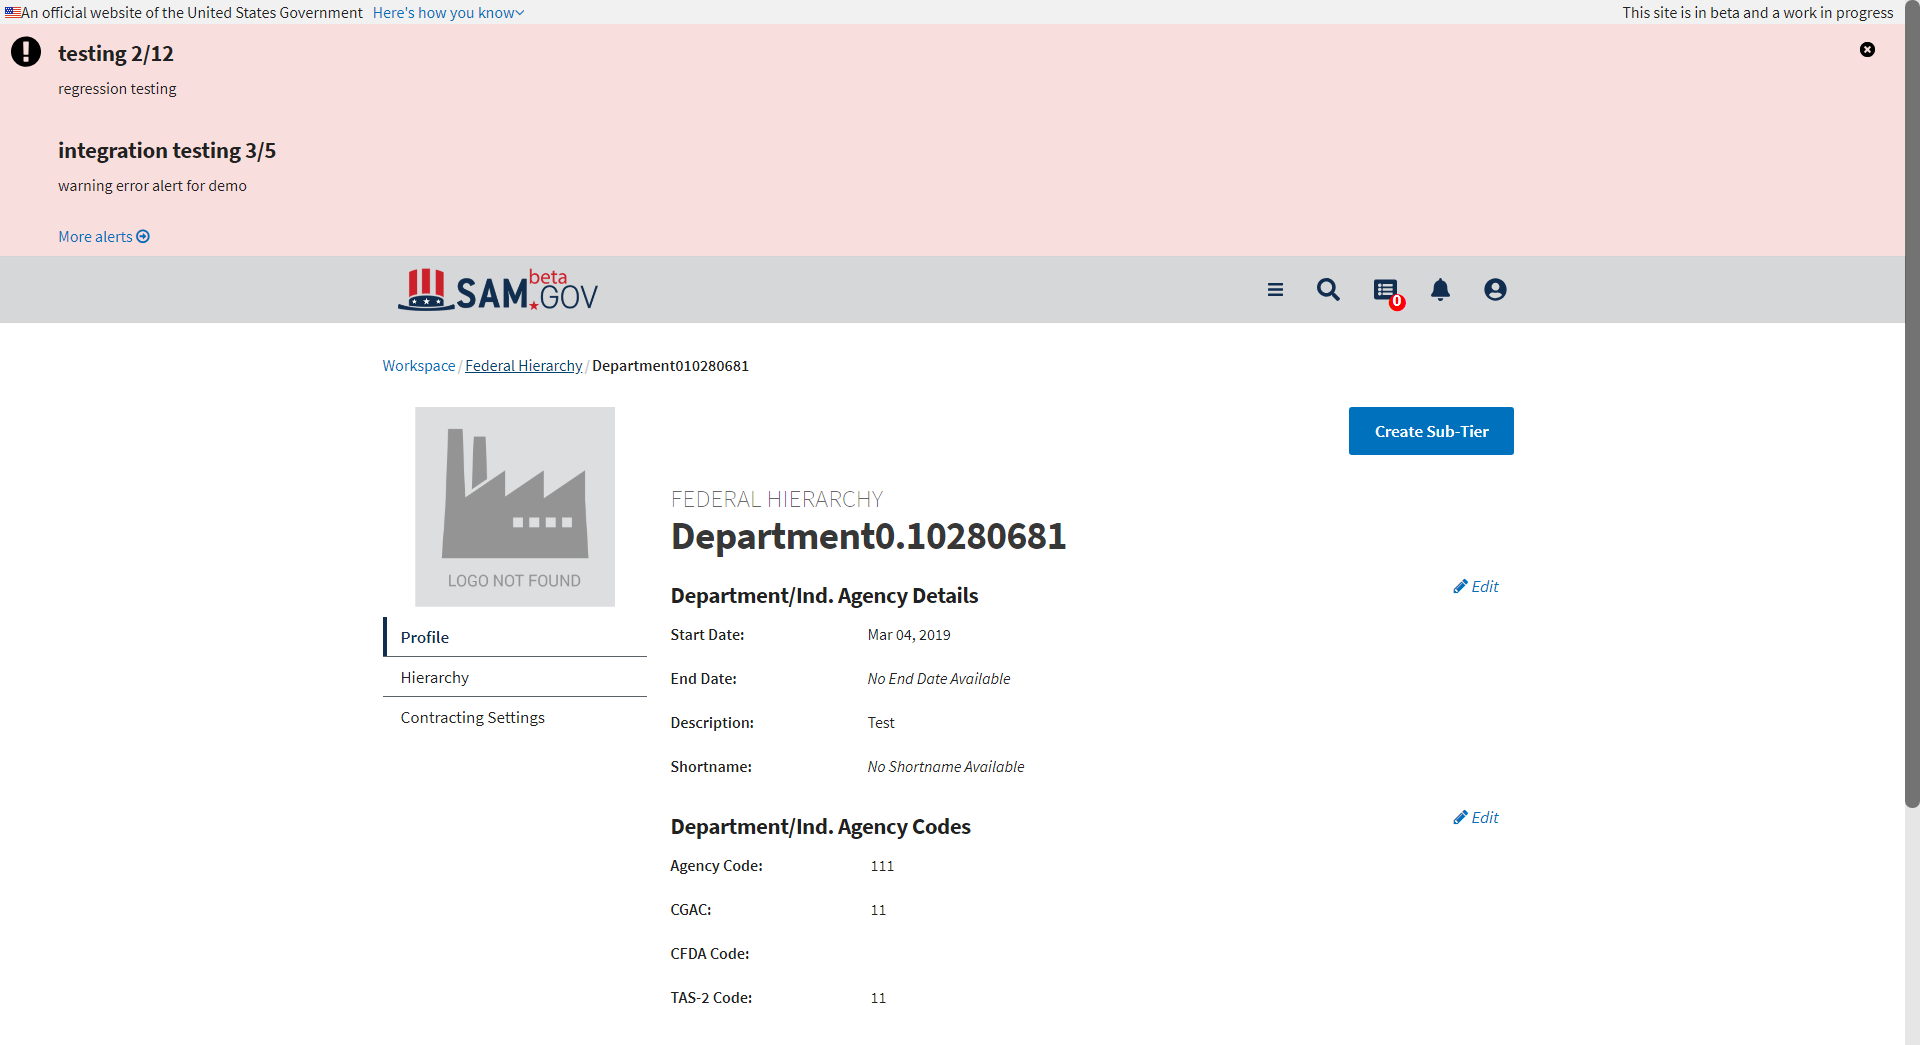 An official website of the United States Government Here's how you know
This site is in beta and a work in progress
testing 2/12
regression testing
integration testing 3/5
warning error alert for demo
More alerts
SAM beta .GOV
0
Workspace / Federal Hierarchy / Department010280681
LOGO NOT FOUND
Create Sub-Tier
Profile
Hierarchy
Contracting Settings
FEDERAL HIERARCHY
Department0.10280681
Department/Ind. Agency Details
Edit
Start Date: Mar 04, 2019
End Date: No End Date Available
Description: Test
Shortname: No Shortname Available
Department/Ind. Agency Codes
Edit
Agency Code: 111
CGAC: 11
CFDA Code:
TAS-2 Code: 11